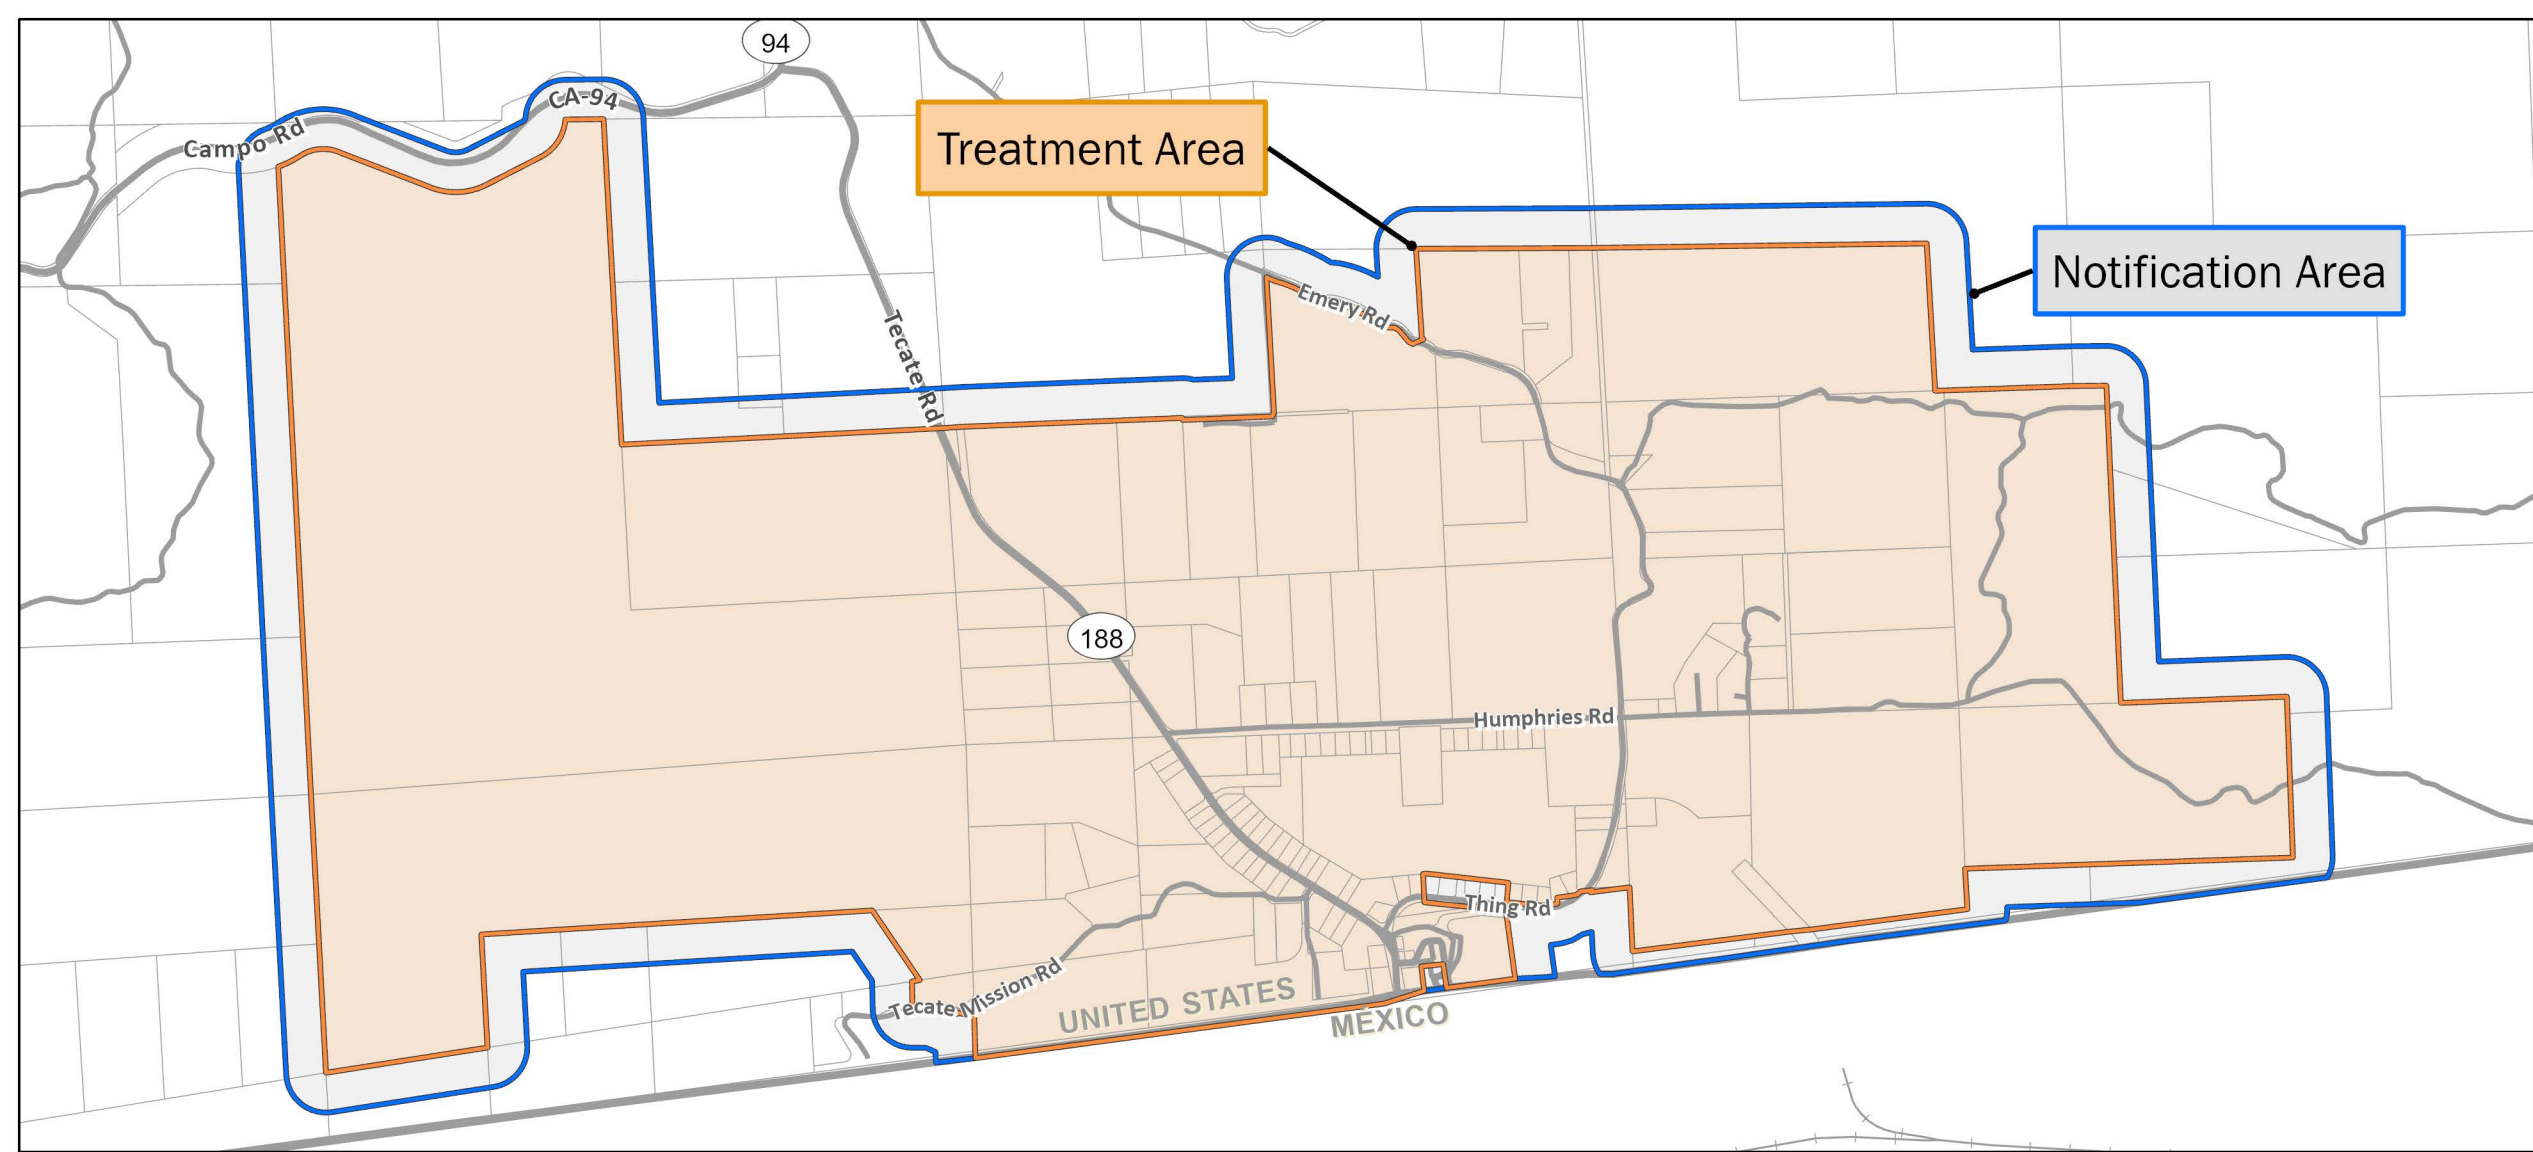 94
CA-94
Campo Rd
Treatment Area
Notification Area
Emery Rd
Tecate Rd
188
Humphries Rd
Thing Rd
Tecate Mission Rd
UNITED STATES
MÉXICO